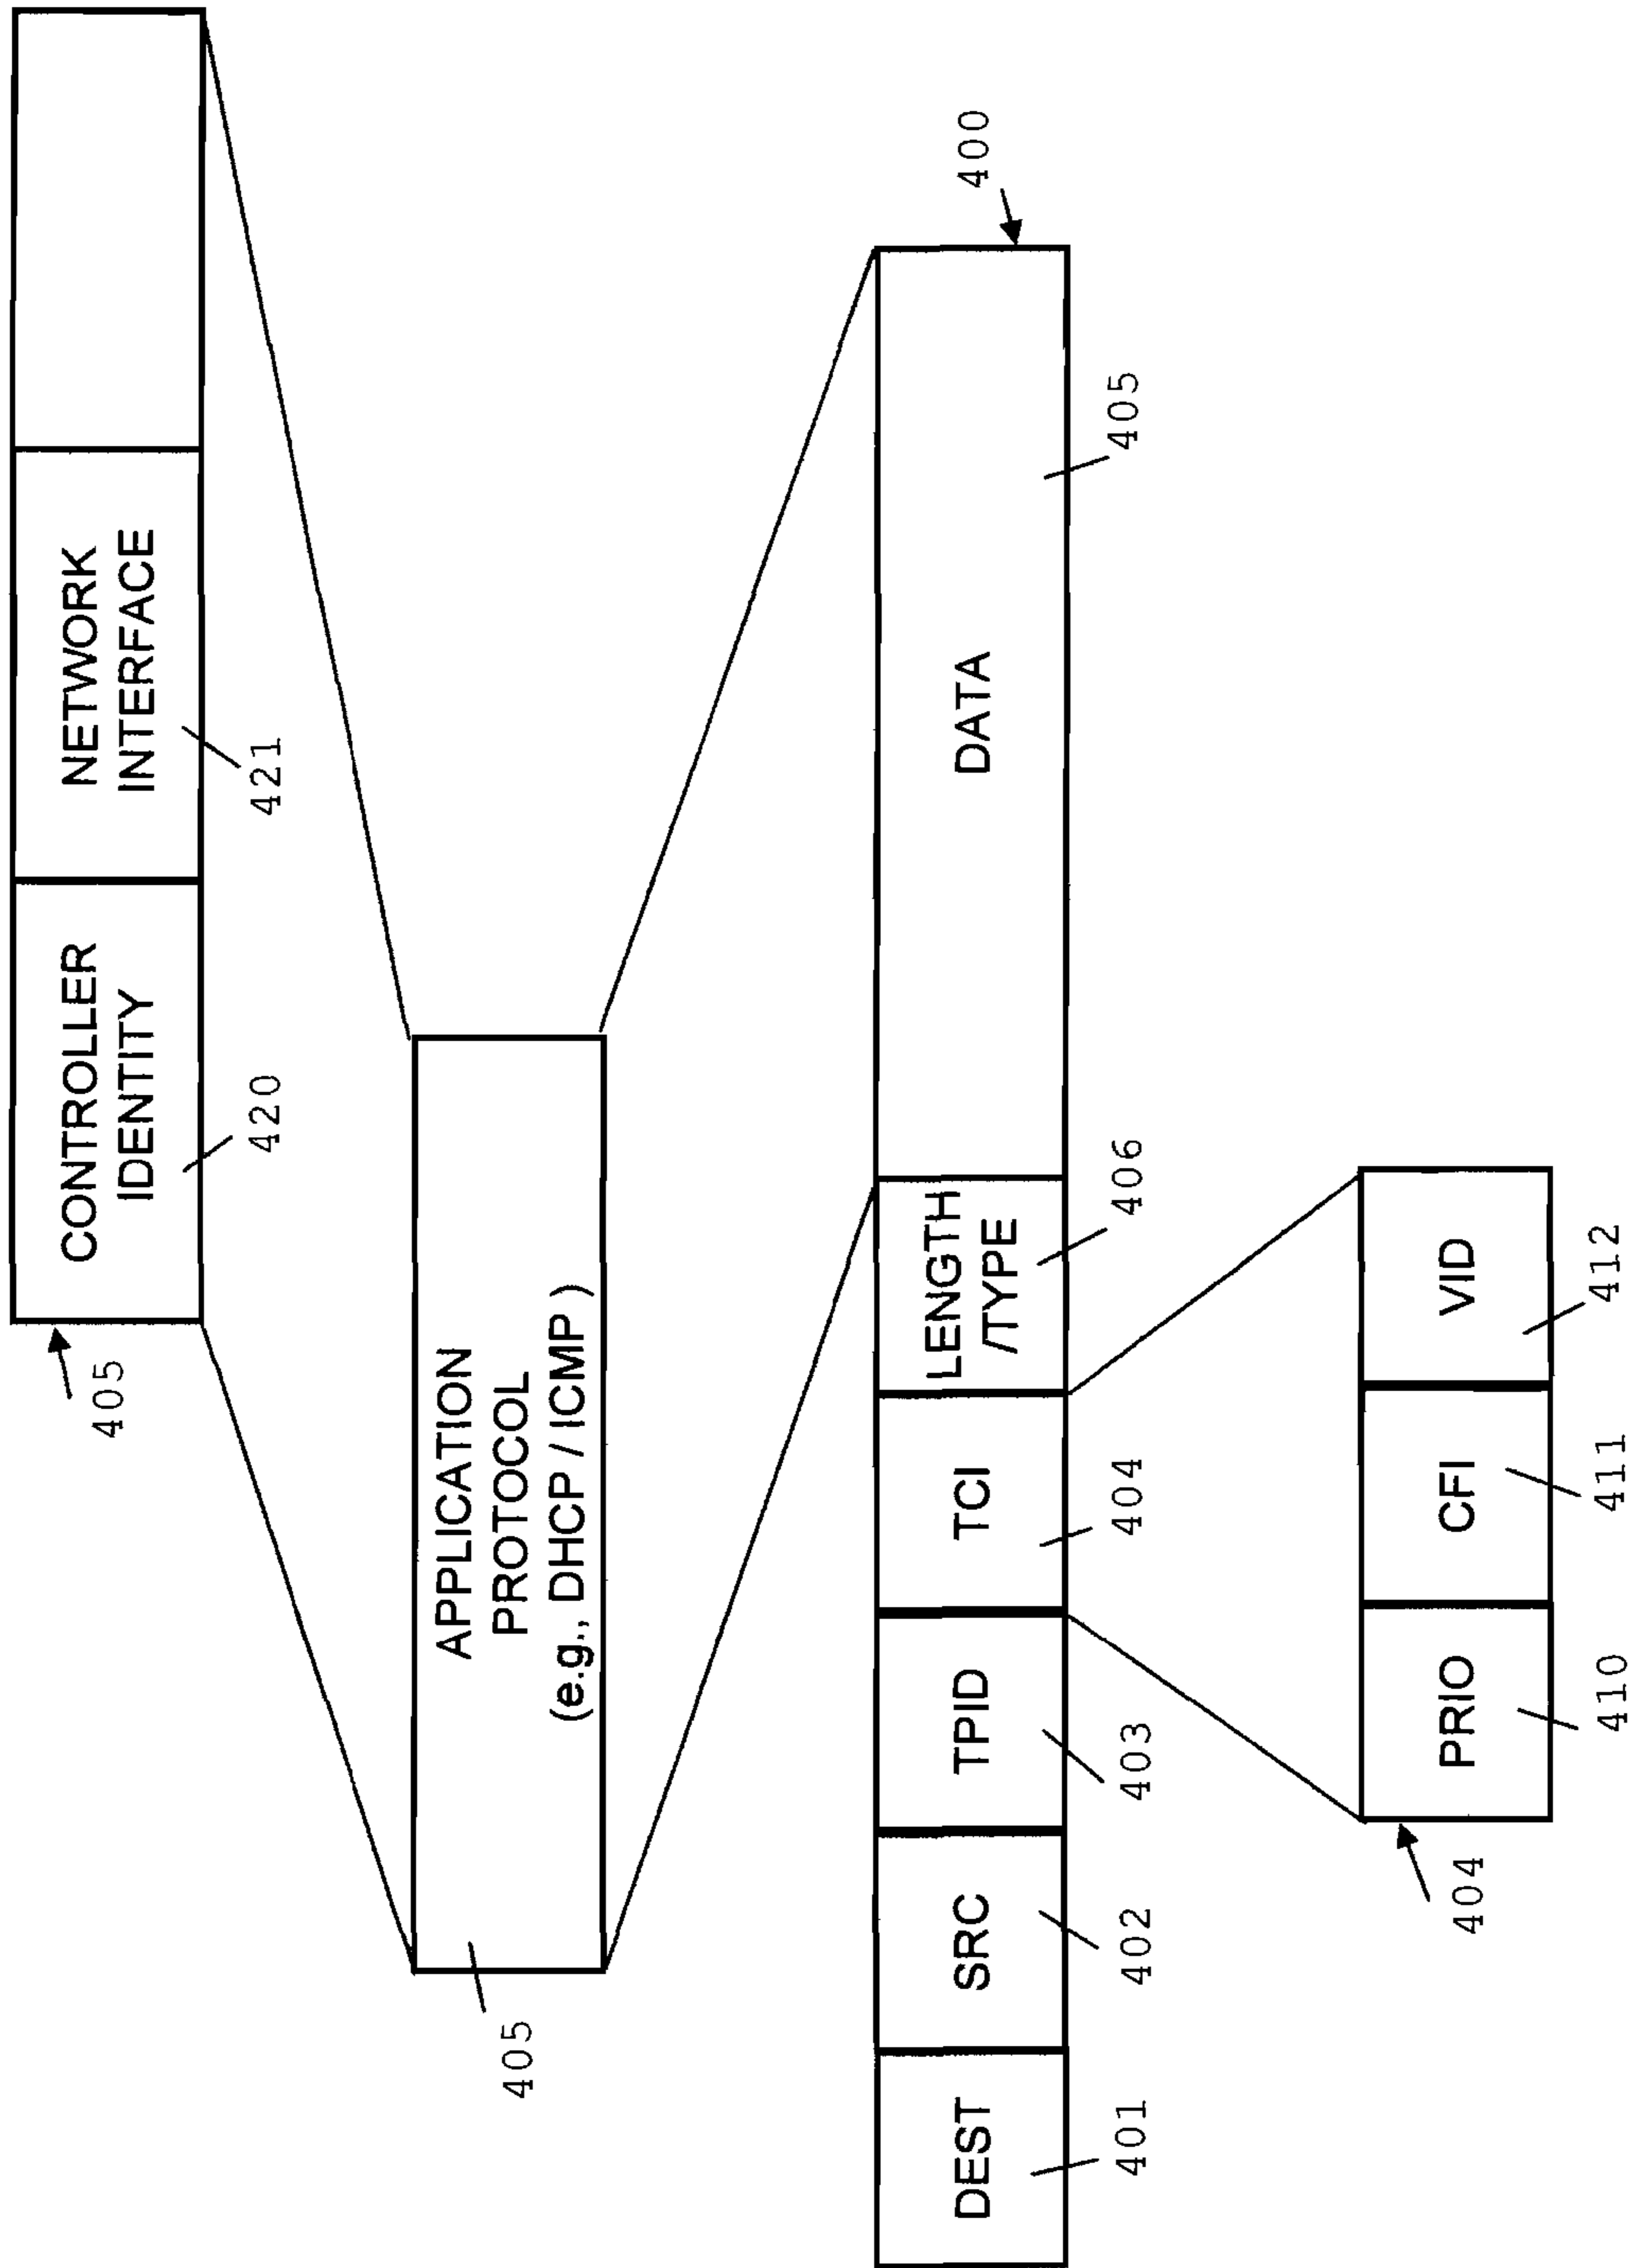 405
CONTROLLER
IDENTITY
420
NETWORK
INTERFACE
421
405
APPLICATION
PROTOCOL
(e.g., DHCP / ICMP )
400
DEST
401
SRC
402
TPID
403
TCI
404
LENGTH
/TYPE
406
DATA
405
404
PRIO
410
CFI
411
VID
412